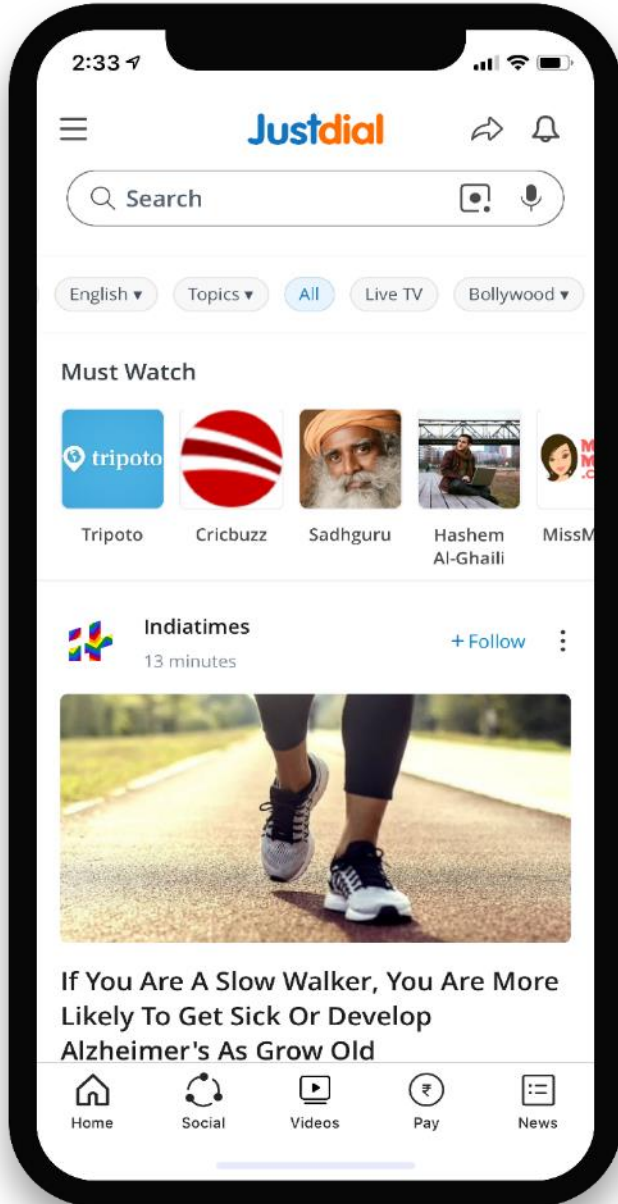 2:33
Justdial
Search
English ▾ Topics ▾ All Live TV Bollywood ▾
Must Watch
tripoto
Tripoto Cricbuzz Sadhguru Hashem Al-Ghaili MissM
Indiatimes
+ Follow
13 minutes
If You Are A Slow Walker, You Are More
Likely To Get Sick Or Develop
Alzheimer's As Grow Old
Home Social Videos Pay News